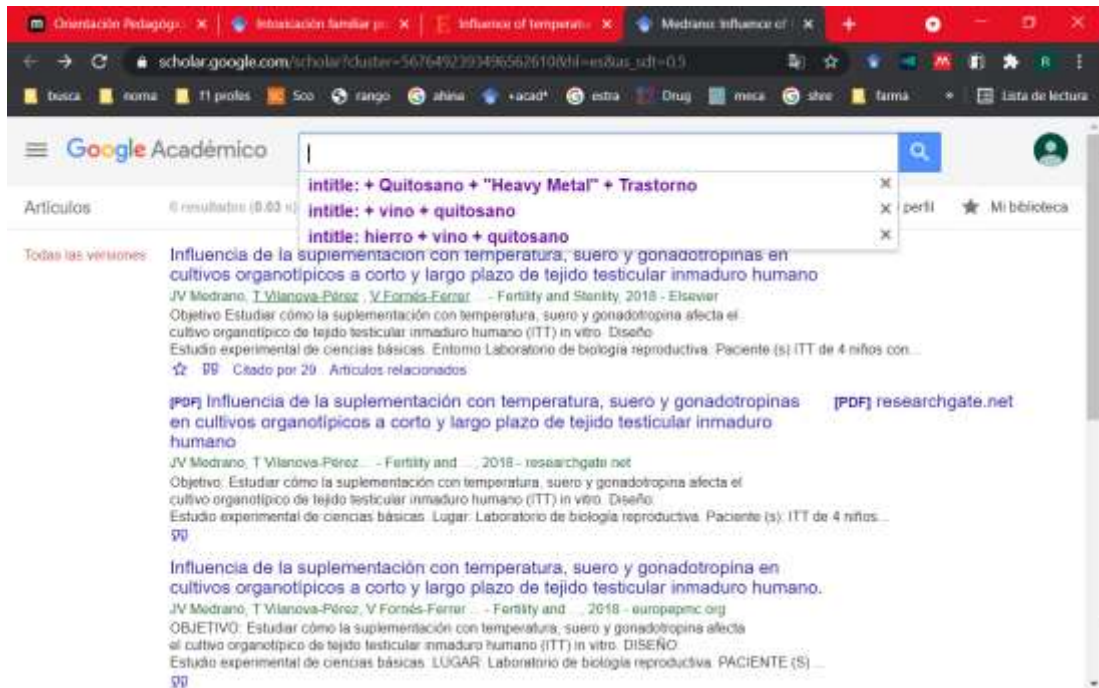 Orientación Pedagógic
Intoxicación familiar p
Influence of temperat
Medrano: Influence of
scholar.google.com/scholar?cluster=
busca
noma
11 profes
Sco
rango
ahina
+acad*
estra
Drug
meca
shee
farma
»
Lista de lectura
Google Académico
intitle: + Quitosano + "Heavy Metal" + Trastorno
intitle: + vino + quitosano
intitle: hierro + vino + quitosano
Artículos
6 resultados (0.03 s)
perfil
Mi biblioteca
Todas las versiones
Influencia de la suplementación con temperatura, suero y gonadotropinas en
cultivos organotípicos a corto y largo plazo de tejido testicular inmaduro humano
JV Medrano, T Vilanova-Pérez, V Fornés-Ferrer... - Fertility and Sterility, 2018 - Elsevier
Objetivo Estudiar cómo la suplementación con temperatura, suero y gonadotropina afecta el
cultivo organotípico de tejido testicular inmaduro humano (ITT) in vitro. Diseño
Estudio experimental de ciencias básicas. Entorno Laboratorio de biología reproductiva. Paciente (s) ITT de 4 niños con...
Citado por 29 Artículos relacionados
[PDF] Influencia de la suplementación con temperatura, suero y gonadotropinas
en cultivos organotípicos a corto y largo plazo de tejido testicular inmaduro
humano
[PDF] researchgate.net
JV Medrano, T Vilanova-Pérez... - Fertility and ..., 2018 - researchgate.net
Objetivo: Estudiar cómo la suplementación con temperatura, suero y gonadotropina afecta el
cultivo organotípico de tejido testicular inmaduro humano (ITT) in vitro. Diseño:
Estudio experimental de ciencias básicas. Lugar: Laboratorio de biología reproductiva. Paciente (s): ITT de 4 niños...
Influencia de la suplementación con temperatura, suero y gonadotropina en
cultivos organotípicos a corto y largo plazo de tejido testicular inmaduro humano.
JV Medrano, T Vilanova-Pérez, V Fornés-Ferrer... - Fertility and ..., 2018 - europepmc.org
OBJETIVO: Estudiar cómo la suplementación con temperatura, suero y gonadotropina afecta
el cultivo organotípico de tejido testicular inmaduro humano (ITT) in vitro. DISEÑO:
Estudio experimental de ciencias básicas. LUGAR: Laboratorio de biología reproductiva. PACIENTE (S)...